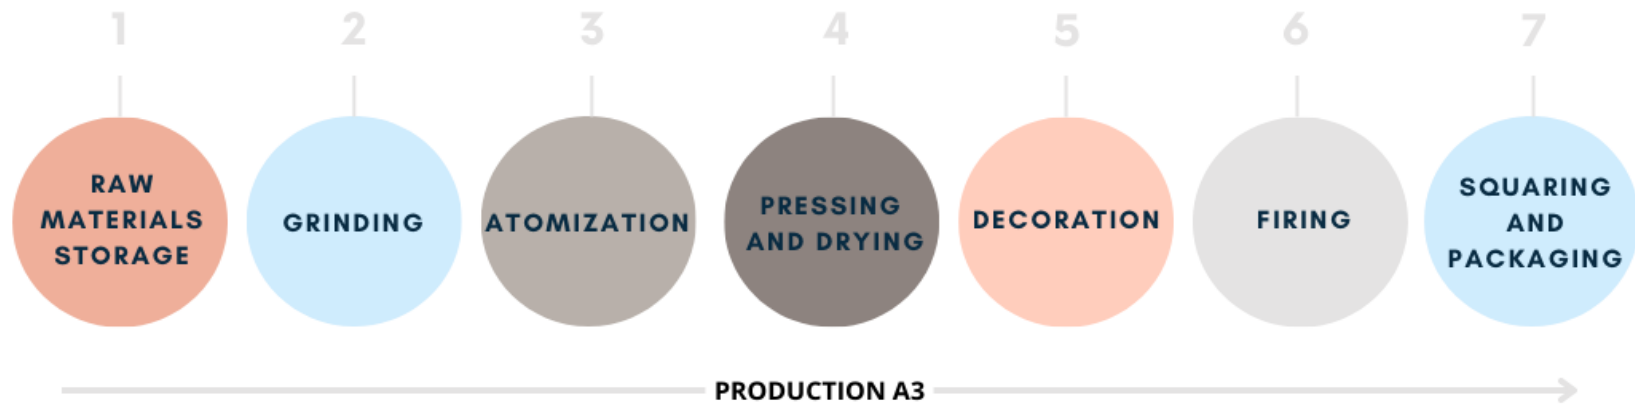 1 2 3 4 5 6 7
RAW
MATERIALS
STORAGE
GRINDING
ATOMIZATION
PRESSING
AND DRYING
DECORATION
FIRING
SQUARING
AND
PACKAGING
PRODUCTION A3